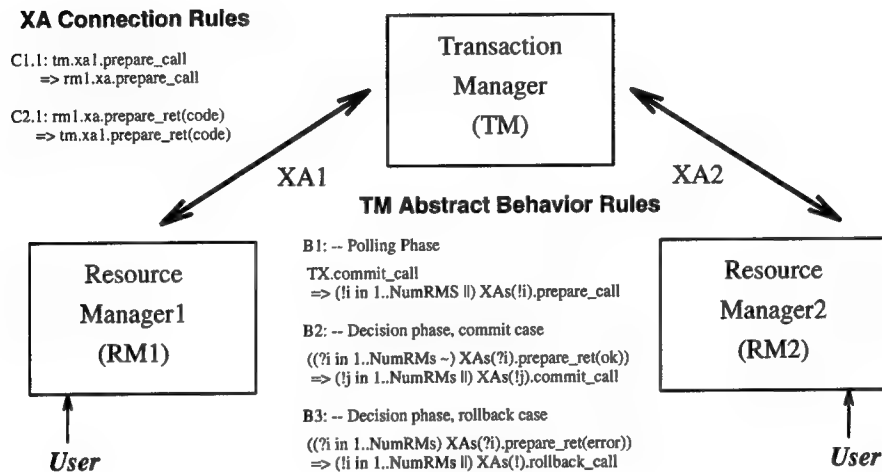 XA Connection Rules
C1.1: tm.xa1.prepare_call
=> rm1.xa.prepare_call
C2.1: rm1.xa.prepare_ret(code)
=> tm.xa1.prepare_ret(code)
Transaction
Manager
(TM)
XA1
XA2
TM Abstract Behavior Rules
Resource
Manager1
(RM1)
B1: -- Polling Phase
TX.commit_call
=> (!i in 1..NumRMS ||) XAs(!i).prepare_call
B2: -- Decision phase, commit case
((?i in 1..NumRMs ~) XAs(?i).prepare_ret(ok))
=> (!j in 1..NumRMs ||) XAs(!j).commit_call
B3: -- Decision phase, rollback case
((?i in 1..NumRMs) XAs(?i).prepare_ret(error))
=> (!i in 1..NumRMs ||) XAs(!).rollback_call
Resource
Manager2
(RM2)
User
User